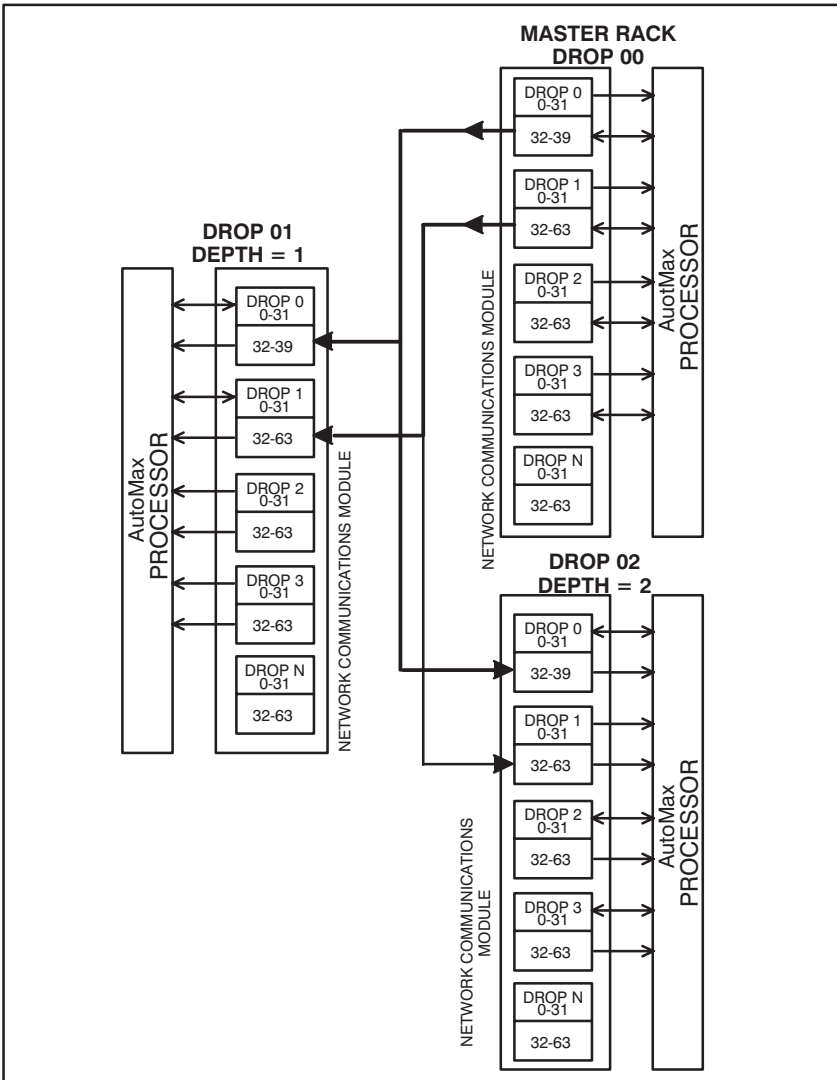 MASTER RACK
DROP 00
DROP 0
0-31
32-39
DROP 1
0-31
32-63
DROP 2
0-31
32-63
DROP 3
0-31
32-63
DROP N
0-31
32-63
NETWORK COMMUNICATIONS MODULE
AuotMax
PROCESSOR
DROP 01
DEPTH = 1
AutoMax
PROCESSOR
DROP 0
0-31
32-39
DROP 1
0-31
32-63
DROP 2
0-31
32-63
DROP 3
0-31
32-63
DROP N
0-31
32-63
NETWORK COMMUNICATIONS MODULE
DROP 02
DEPTH = 2
DROP 0
0-31
32-39
DROP 1
0-31
32-63
DROP 2
0-31
32-63
DROP 3
0-31
32-63
DROP N
0-31
32-63
NETWORK COMMUNICATIONS
MODULE
AutoMax
PROCESSOR